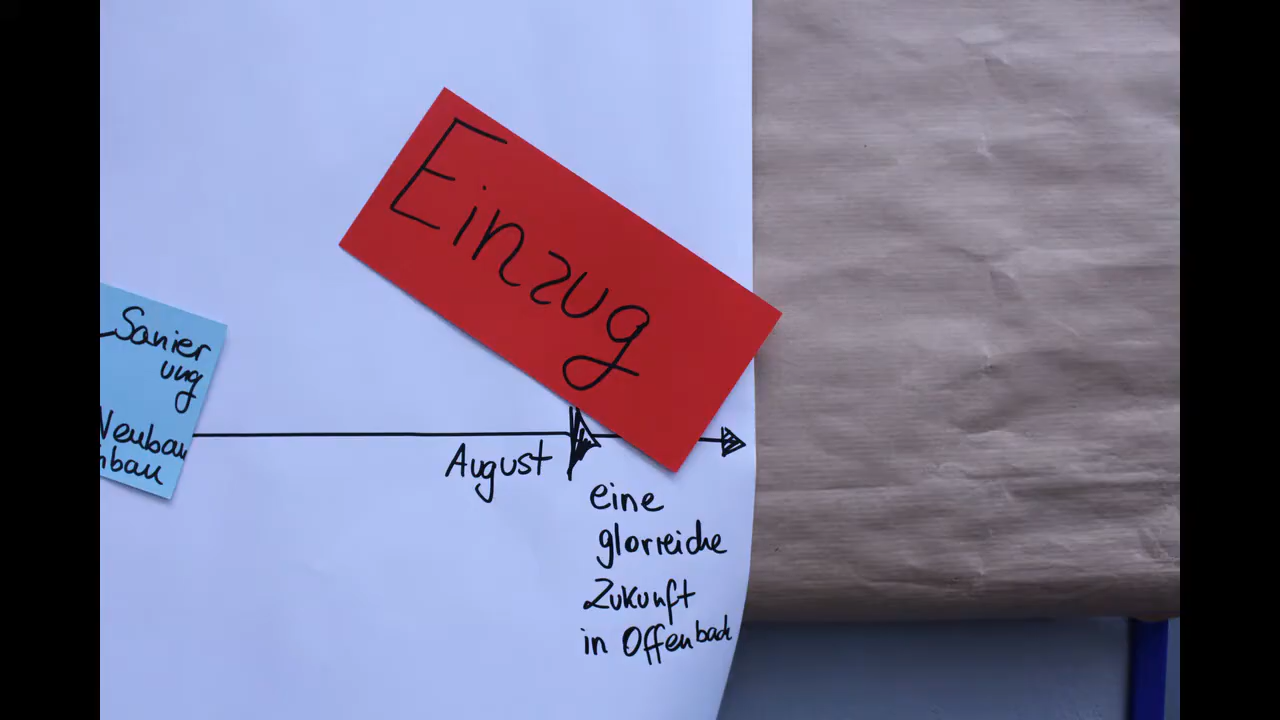 Einzug
Sanier
ung
Neubau
nbau
August
eine
glorreiche
Zukunft
in Offenbach